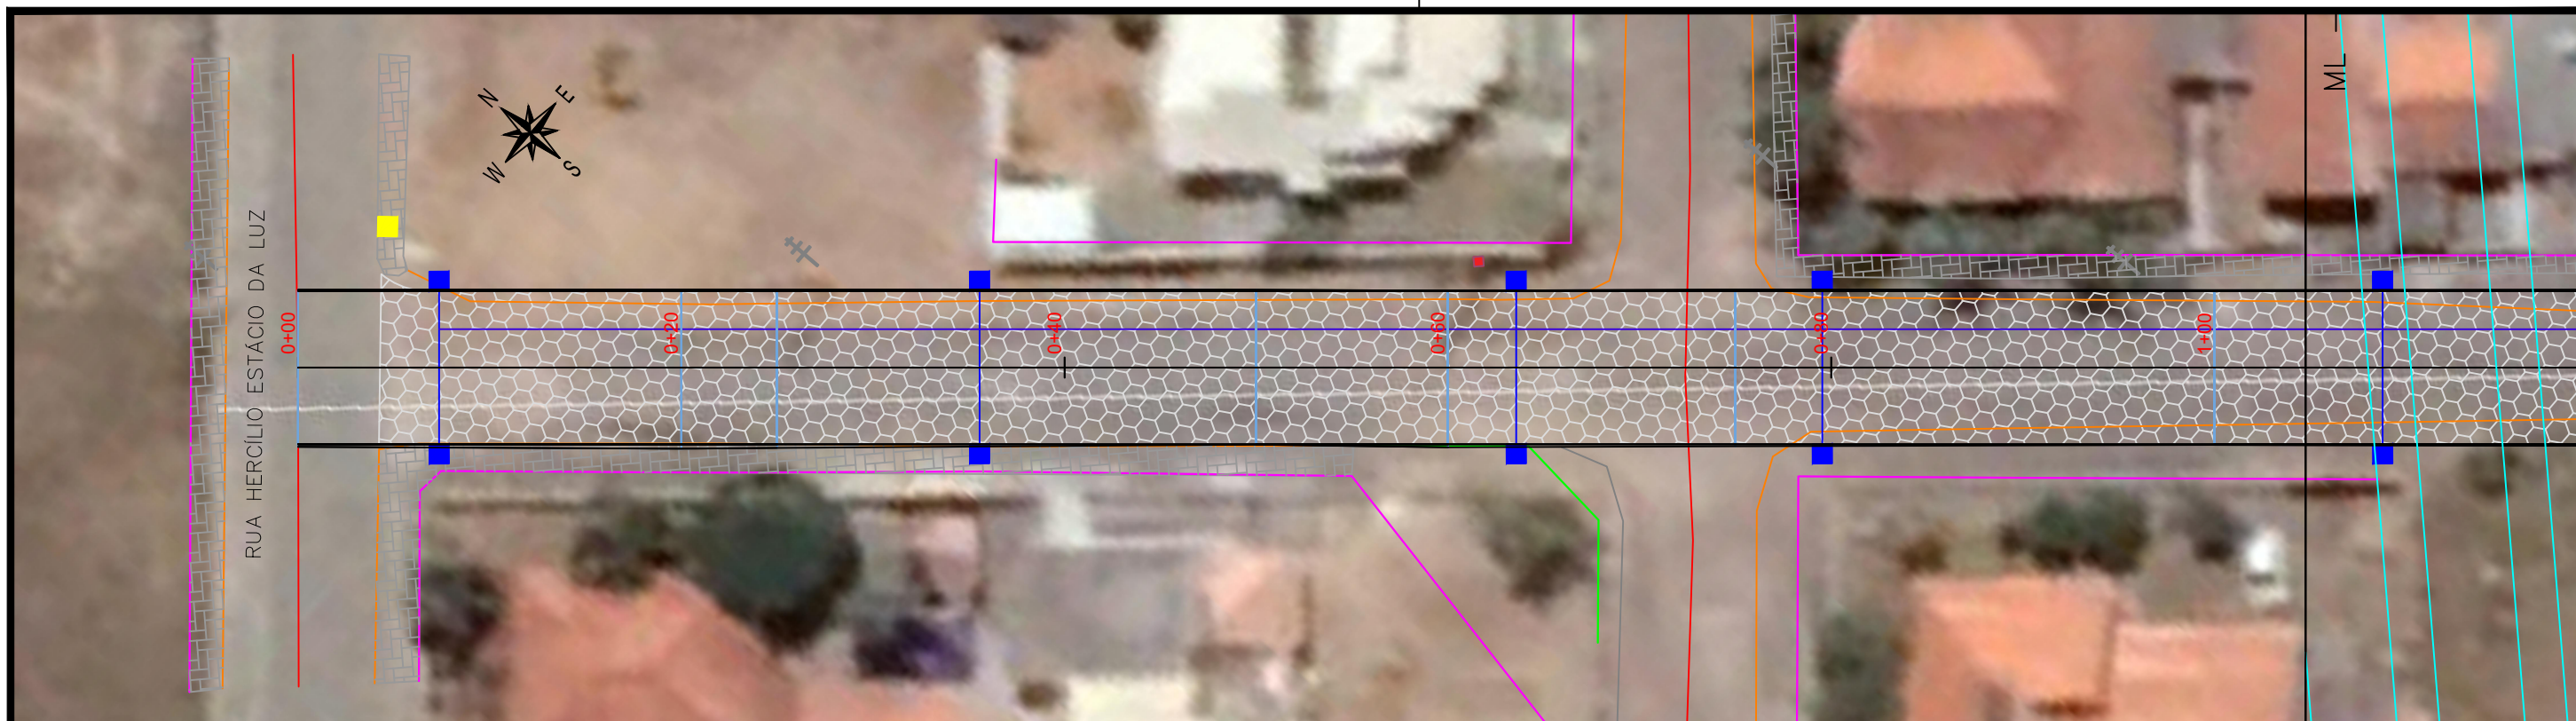 N
E
W
S
ML
RUA HERCÍLIO ESTÁCIO DA LUZ
0+00
0+20
0+40
0+60
0+80
1+00